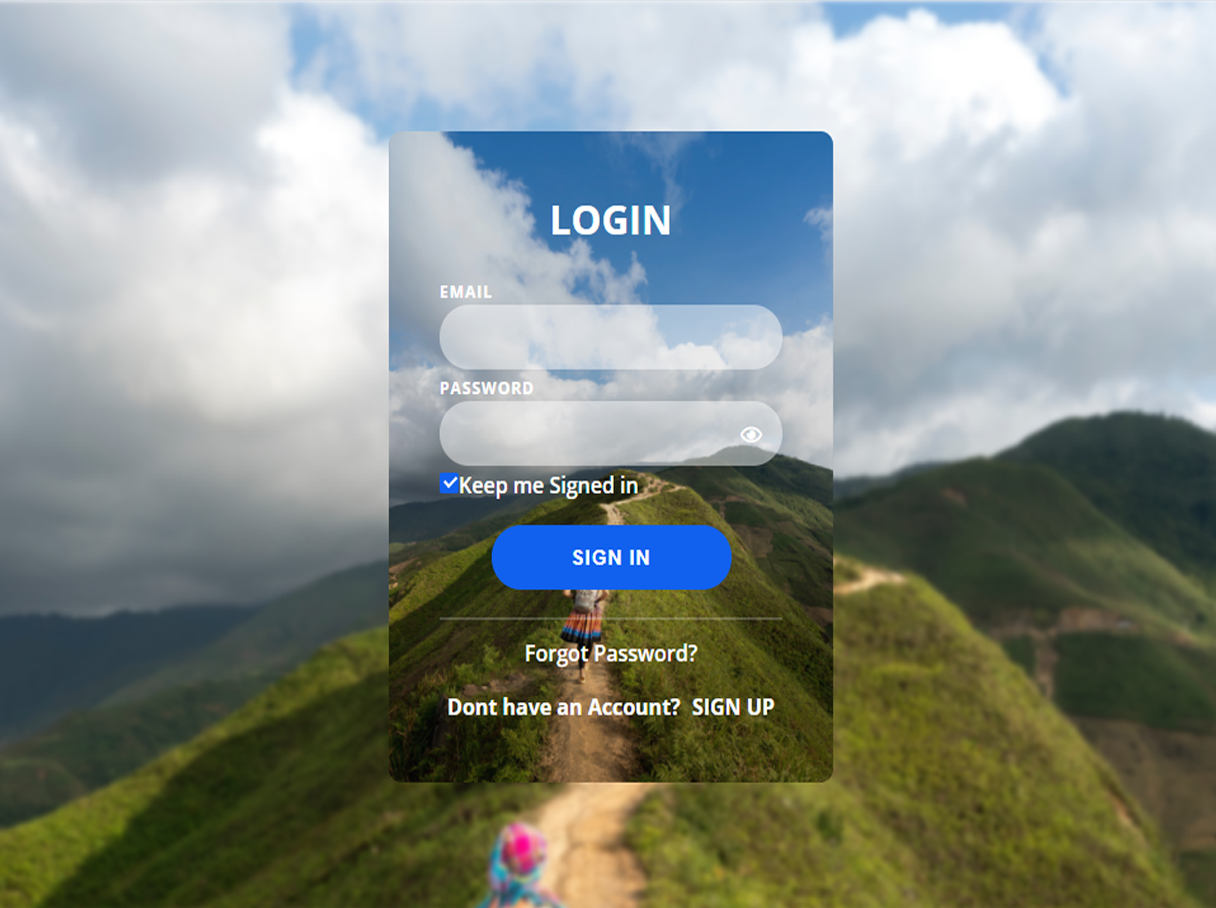 LOGIN
EMAIL
PASSWORD
Keep me Signed in
SIGN IN
Forgot Password?
Dont have an Account? SIGN UP